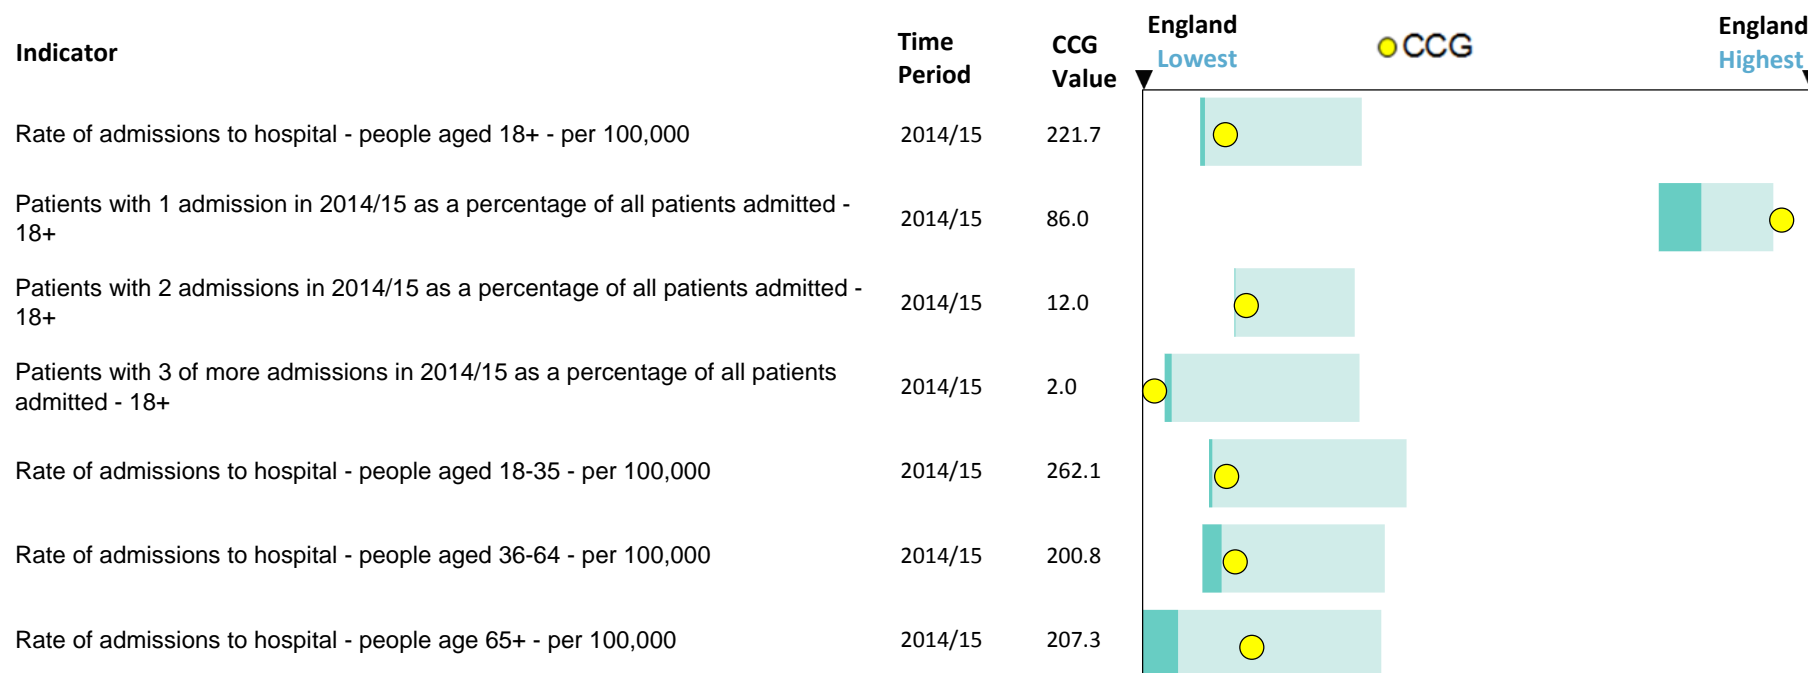 Indicator
Time
Period
CCG
Value
England
Lowest
CCG
England
Highest
Rate of admissions to hospital - people aged 18+ - per 100,000 2014/15 221.7
Patients with 1 admission in 2014/15 as a percentage of all patients admitted -
18+
2014/15 86.0
Patients with 2 admissions in 2014/15 as a percentage of all patients admitted -
18+
2014/15 12.0
Patients with 3 of more admissions in 2014/15 as a percentage of all patients
admitted - 18+
2014/15 2.0
Rate of admissions to hospital - people aged 18-35 - per 100,000 2014/15 262.1
Rate of admissions to hospital - people aged 36-64 - per 100,000 2014/15 200.8
Rate of admissions to hospital - people age 65+ - per 100,000 2014/15 207.3